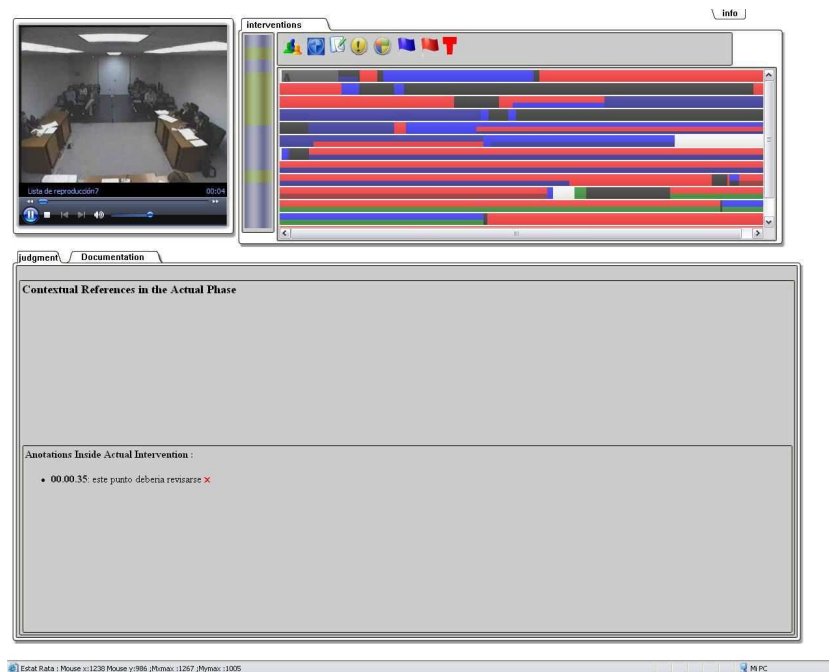 info
interventions
A
Lista de reproducción7 00:04
judgment Documentation
Contextual References in the Actual Phase
Anotations Inside Actual Intervention :
• 00.00.35: este punto deberia revisarse
Estat Rata : Mouse x:1238 Mouse y:986 ;Mxmax :1267 ;Mymax :1005 Mi PC